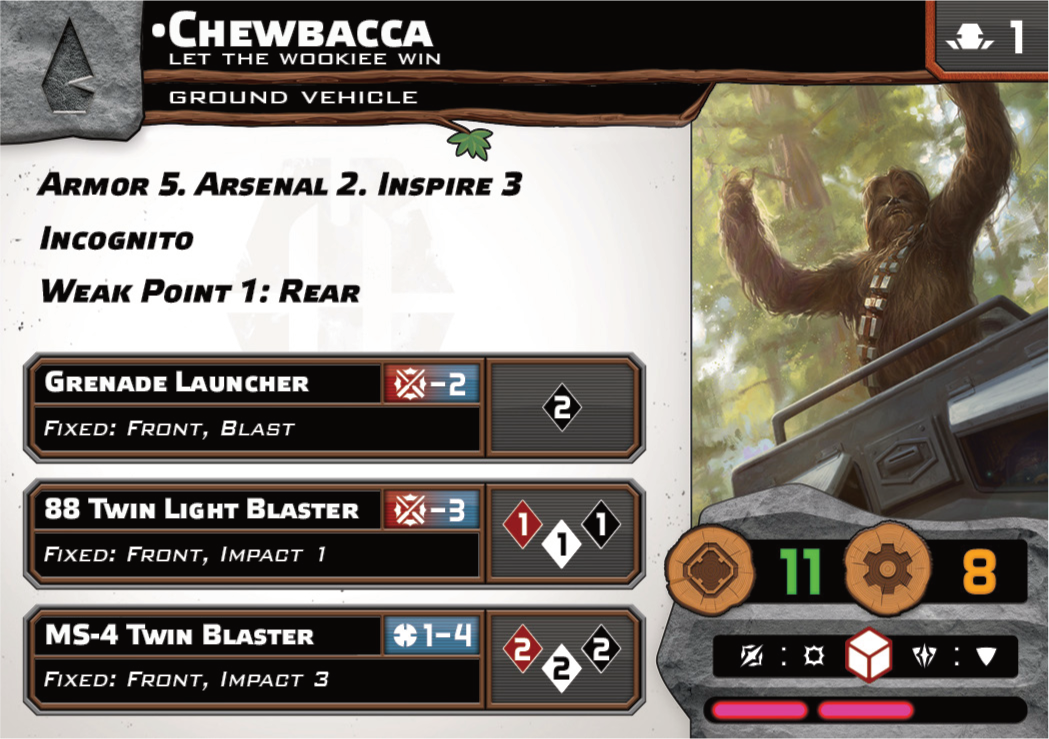 •Chewbacca
1
Let the Wookiee Win
Ground Vehicle
Armor 5. Arsenal 2. Inspire 3
Incognito
Weak Point 1: Rear
Grenade Launcher
-2
2
Fixed: Front, Blast
88 Twin Light Blaster
-3
1 1 1
Fixed: Front, Impact 1
MS-4 Twin Blaster
1-4
2 2 2
Fixed: Front, Impact 3
11 8
: :